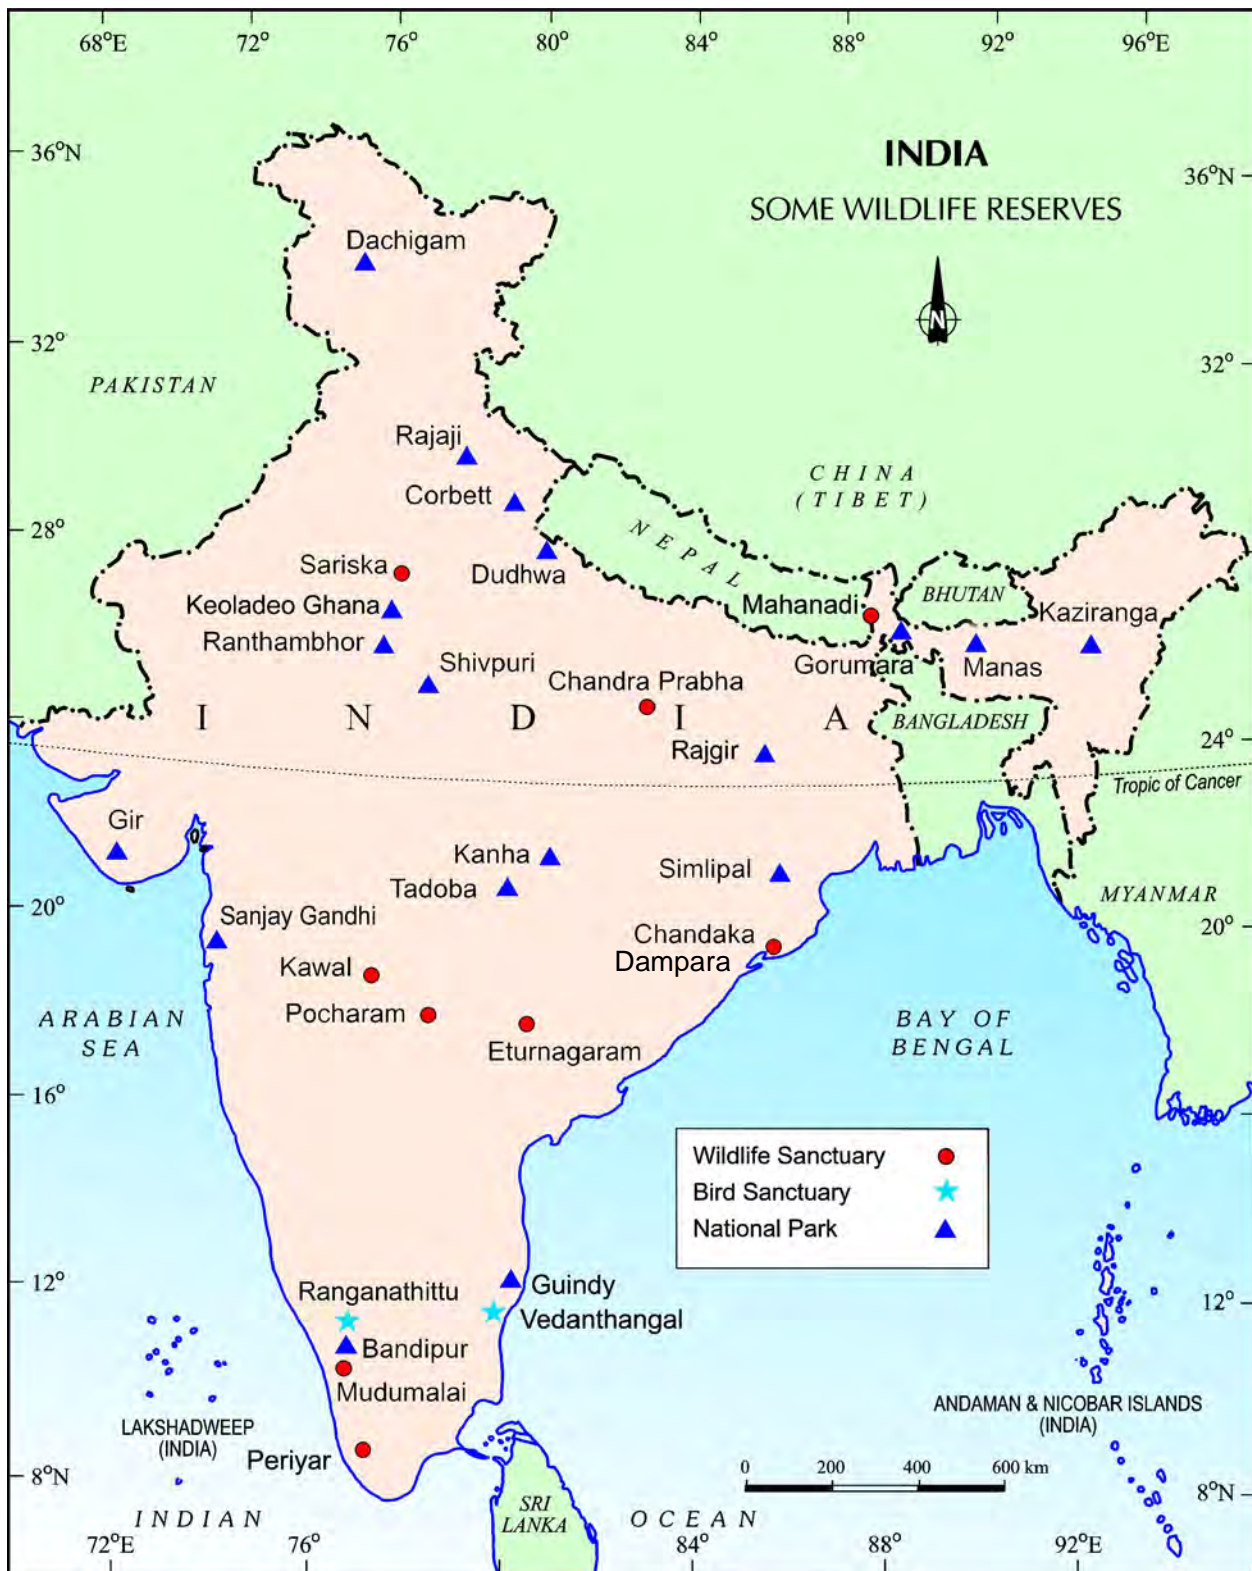 68°E 72° 76° 80° 84° 88° 92° 96°E
36°N
INDIA
36°N
SOME WILDLIFE RESERVES
Dachigam
N
32°
32°
PAKISTAN
Rajaji
CHINA
(TIBET)
Corbett
28°
NEPAL
Sariska
Dudhwa
BHUTAN
Keoladeo Ghana
Mahanadi
Kaziranga
Ranthambhor
Gorumara
Manas
Shivpuri
Chandra Prabha
I N D I A
BANGLADESH
Rajgir
24°
Tropic of Cancer
Gir
Kanha
Simlipal
Tadoba
MYANMAR
20°
Sanjay Gandhi
20°
Chandaka
Dampara
Kawal
Pocharam
ARABIAN
SEA
BAY OF
BENGAL
Eturnagaram
16°
Wildlife Sanctuary
Bird Sanctuary
National Park
12°
Ranganathittu
Guindy
12°
Vedanthangal
Bandipur
Mudumalai
LAKSHADWEEP
(INDIA)
ANDAMAN & NICOBAR ISLANDS
(INDIA)
Periyar
0 200 400 600 km
8°N
8°N
SRI
LANKA
INDIAN OCEAN
72°E 76° 84° 88° 92°E